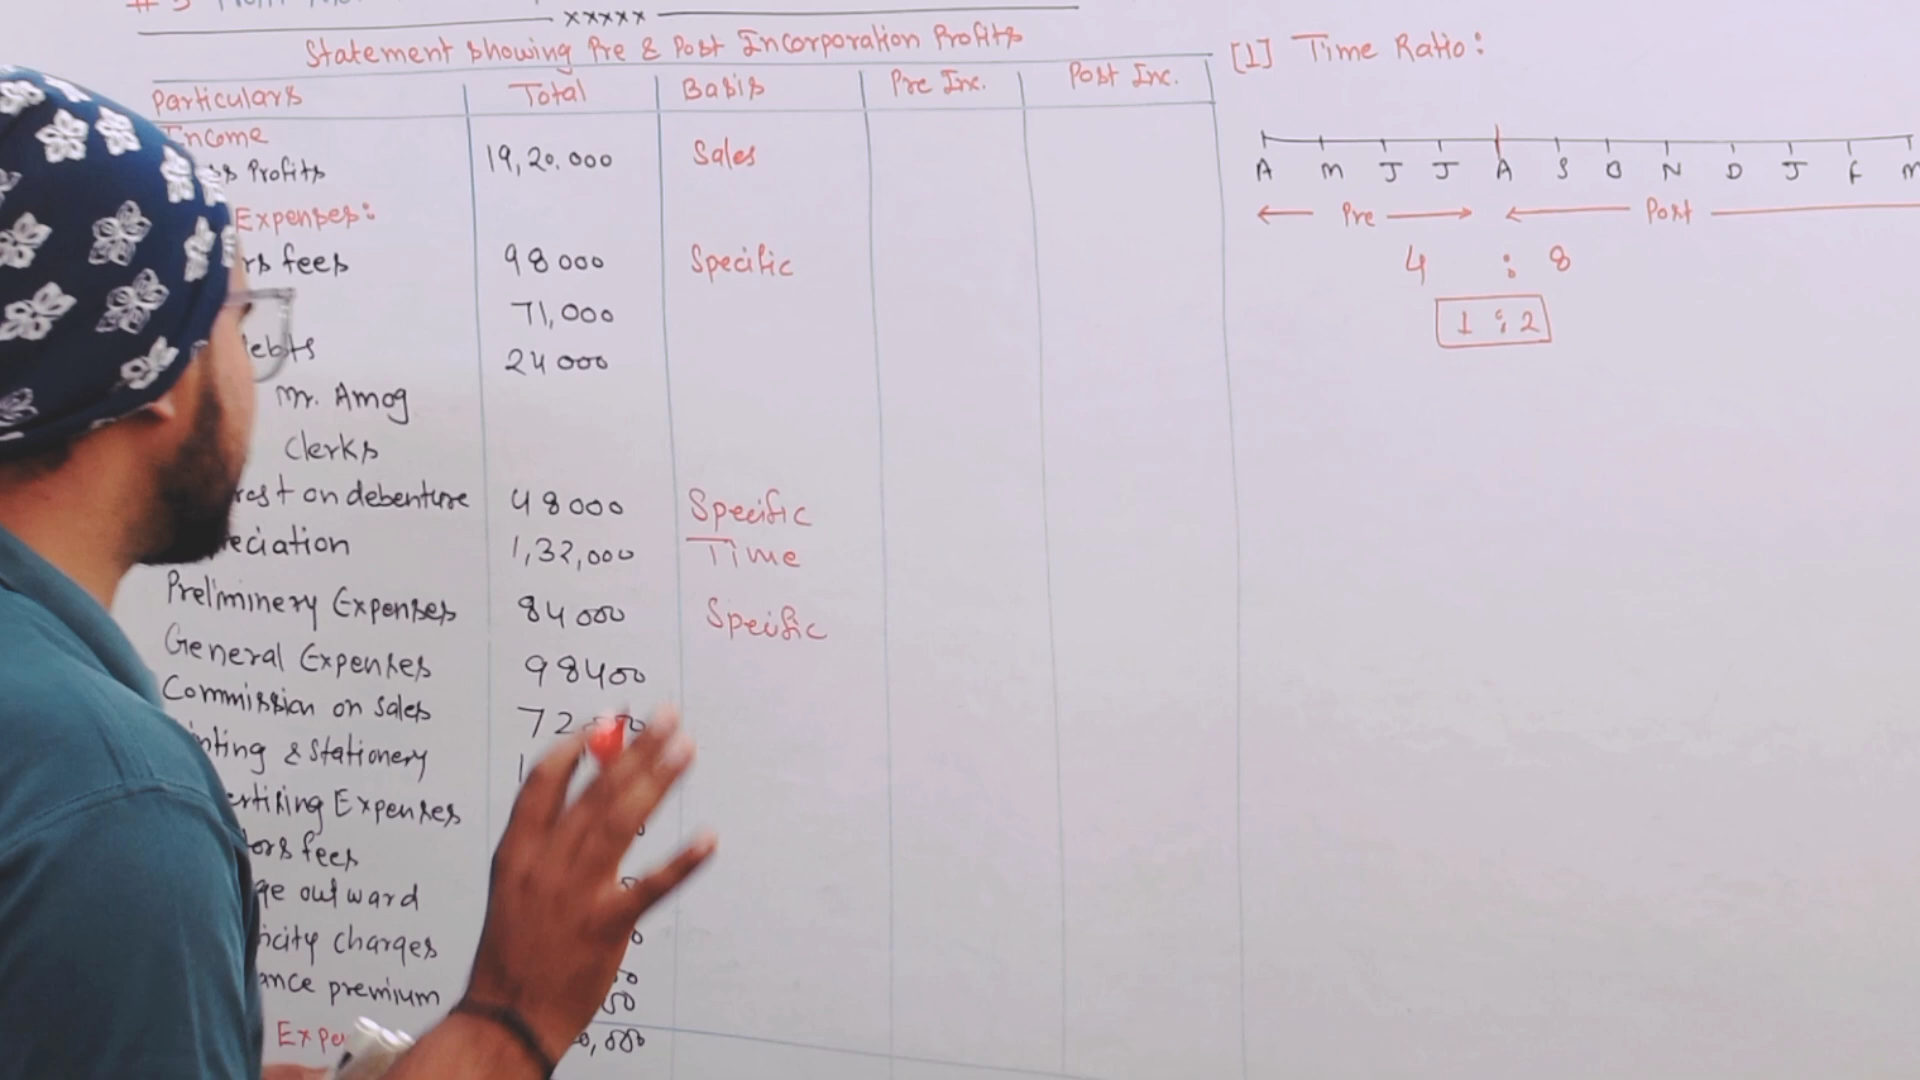 xxxxx
Statement showing Pre & Post Incorporation Profits
Particulars Total Basis Pre Inc. Post Inc.
Income
Profits 19,20,000 Sales
Expenses:
fees 98000 Specific
71,000
24000
Mr. Amog
Clerks
on debenture 48000 Specific
1,32,000 Time
Preliminery Expenses 84000 Specific
General Expenses 98400
Commission on sales
& Stationery
Expenses
fees
outward
charges
premium
[1] Time Ratio:
A M J J A S O N D J F M
Pre Post
4 : 8
1 : 2